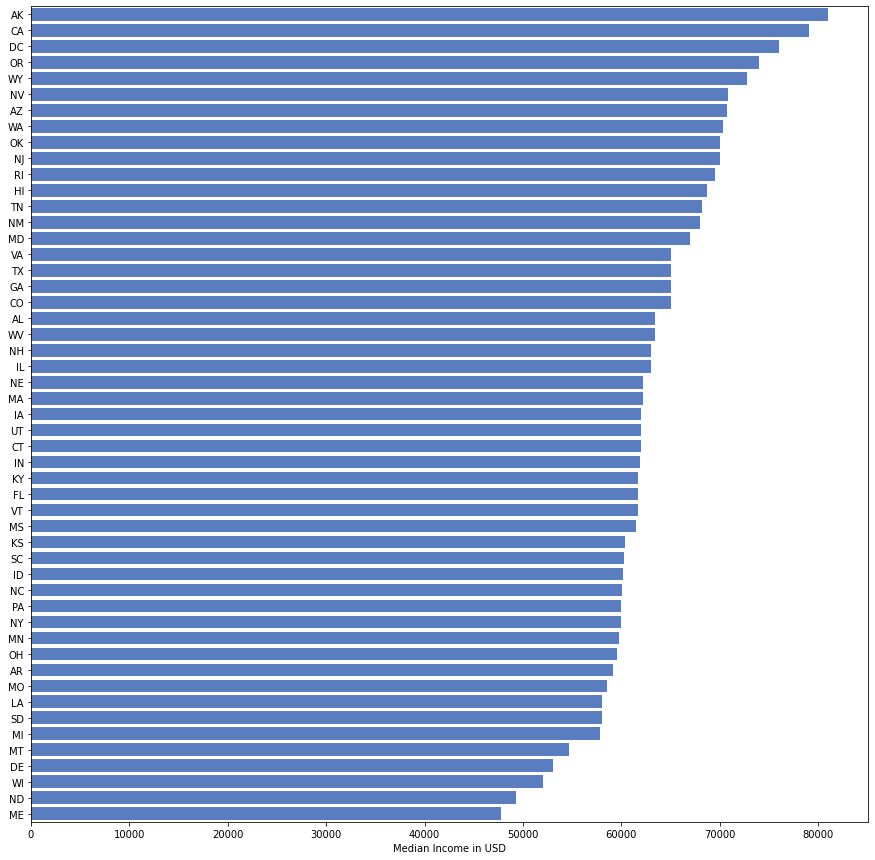 AK
CA
DC
OR
WY
NV
AZ
WA
OK
NJ
RI
HI
TN
NM
MD
VA
TX
GA
CO
AL
WV
NH
IL
NE
MA
IA
UT
CT
IN
KY
FL
VT
MS
KS
SC
ID
NC
PA
NY
MN
OH
AR
MO
LA
SD
MI
MT
DE
WI
ND
ME
0 10000 20000 30000 40000 50000 60000 70000 80000
Median Income in USD